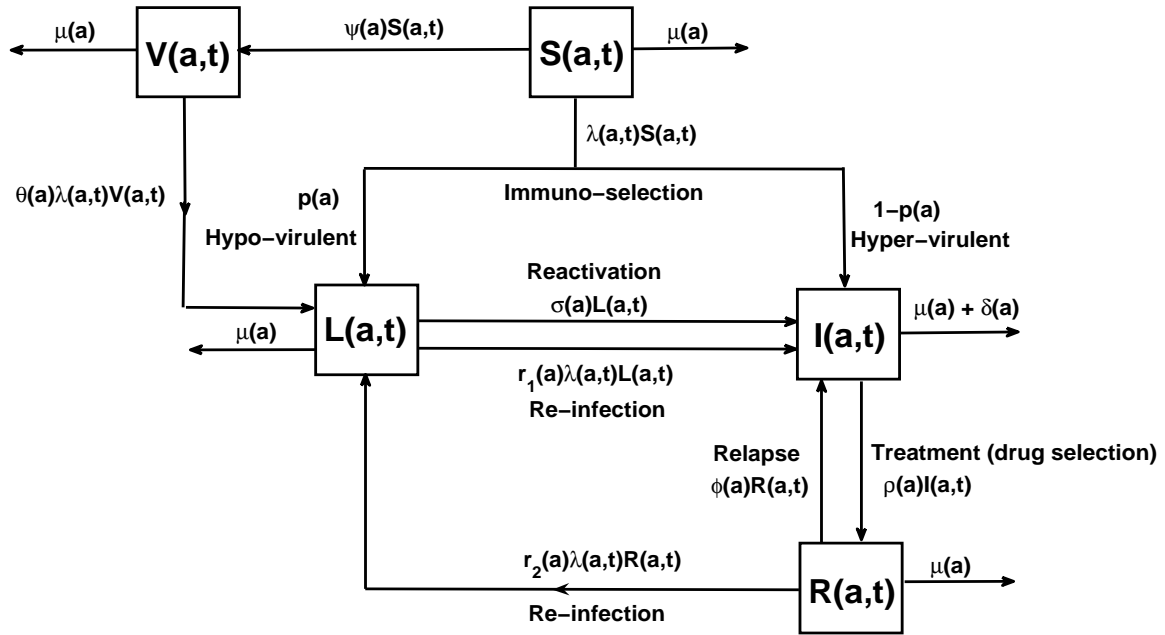 μ(a)
V(a,t)
ψ(a)S(a,t)
S(a,t)
μ(a)
λ(a,t)S(a,t)
θ(a)λ(a,t)V(a,t)
p(a)
Hypo−virulent
Immuno−selection
1−p(a)
Hyper−virulent
Reactivation
σ(a)L(a,t)
μ(a)
L(a,t)
I(a,t)
μ(a) + δ(a)
r₁(a)λ(a,t)L(a,t)
Re−infection
Relapse
ϕ(a)R(a,t)
Treatment (drug selection)
ρ(a)I(a,t)
r₂(a)λ(a,t)R(a,t)
Re−infection
R(a,t)
μ(a)